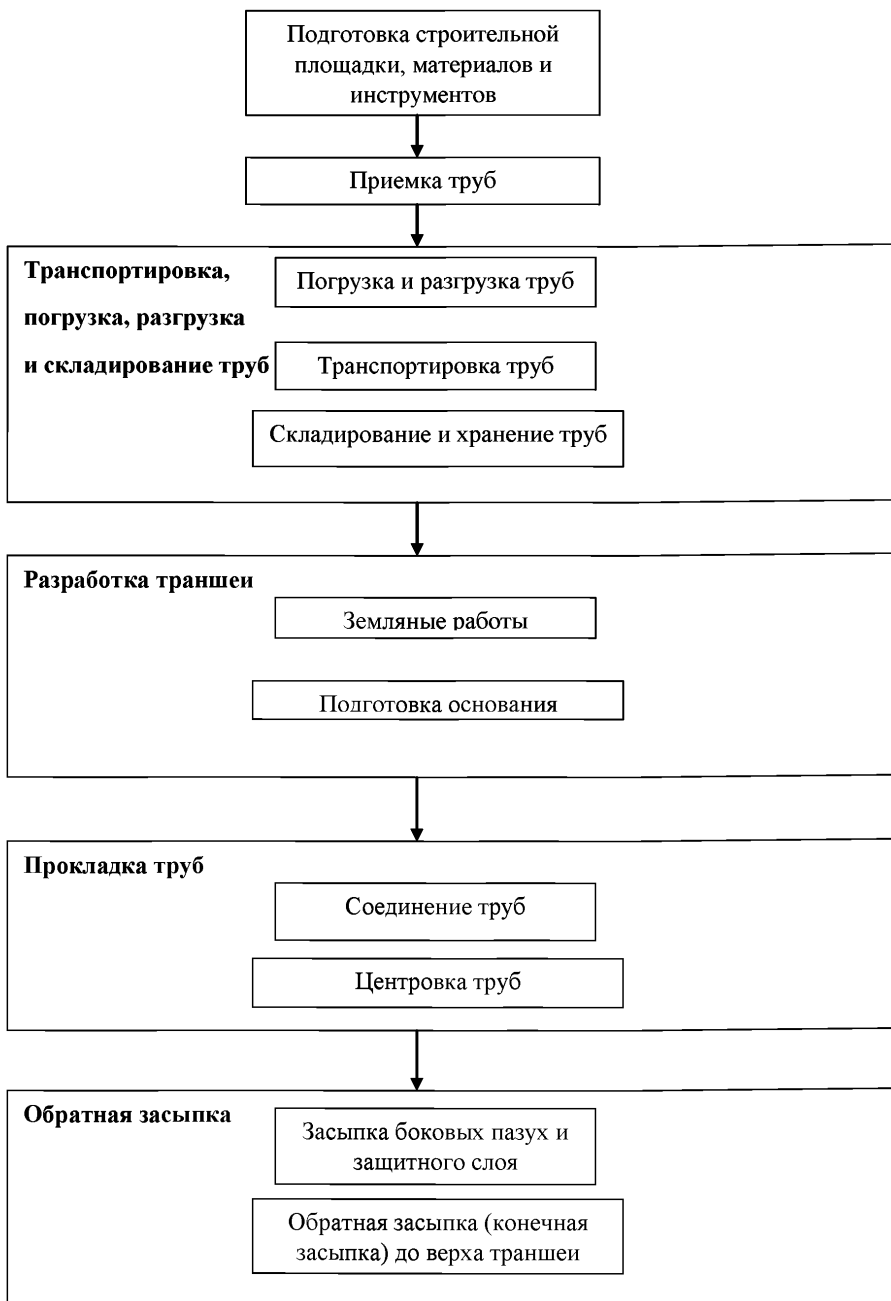 Подготовка строительной
площадки, материалов и
инструментов
Приемка труб
Транспортировка,
погрузка, разгрузка
и складирование труб
Погрузка и разгрузка труб
Транспортировка труб
Складирование и хранение труб
Разработка траншеи
Земляные работы
Подготовка основания
Прокладка труб
Соединение труб
Центровка труб
Обратная засыпка
Засыпка боковых пазух и
защитного слоя
Обратная засыпка (конечная
засыпка) до верха траншеи